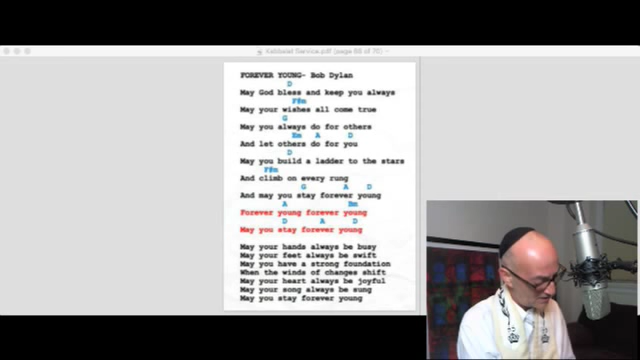 Kabbalat Service.pdf (page 68 of 70)
FOREVER YOUNG- Bob Dylan
D
May God bless and keep you always
F#m
May your wishes all come true
G
May you always do for others
Em A D
And let others do for you
D
May you build a ladder to the stars
F#m
And climb on every rung
G A D
And may you stay forever young
A Bm
Forever young forever young
D A D
May you stay forever young
May your hands always be busy
May your feet always be swift
May you have a strong foundation
When the winds of changes shift
May your heart always be joyful
May your song always be sung
May you stay forever young